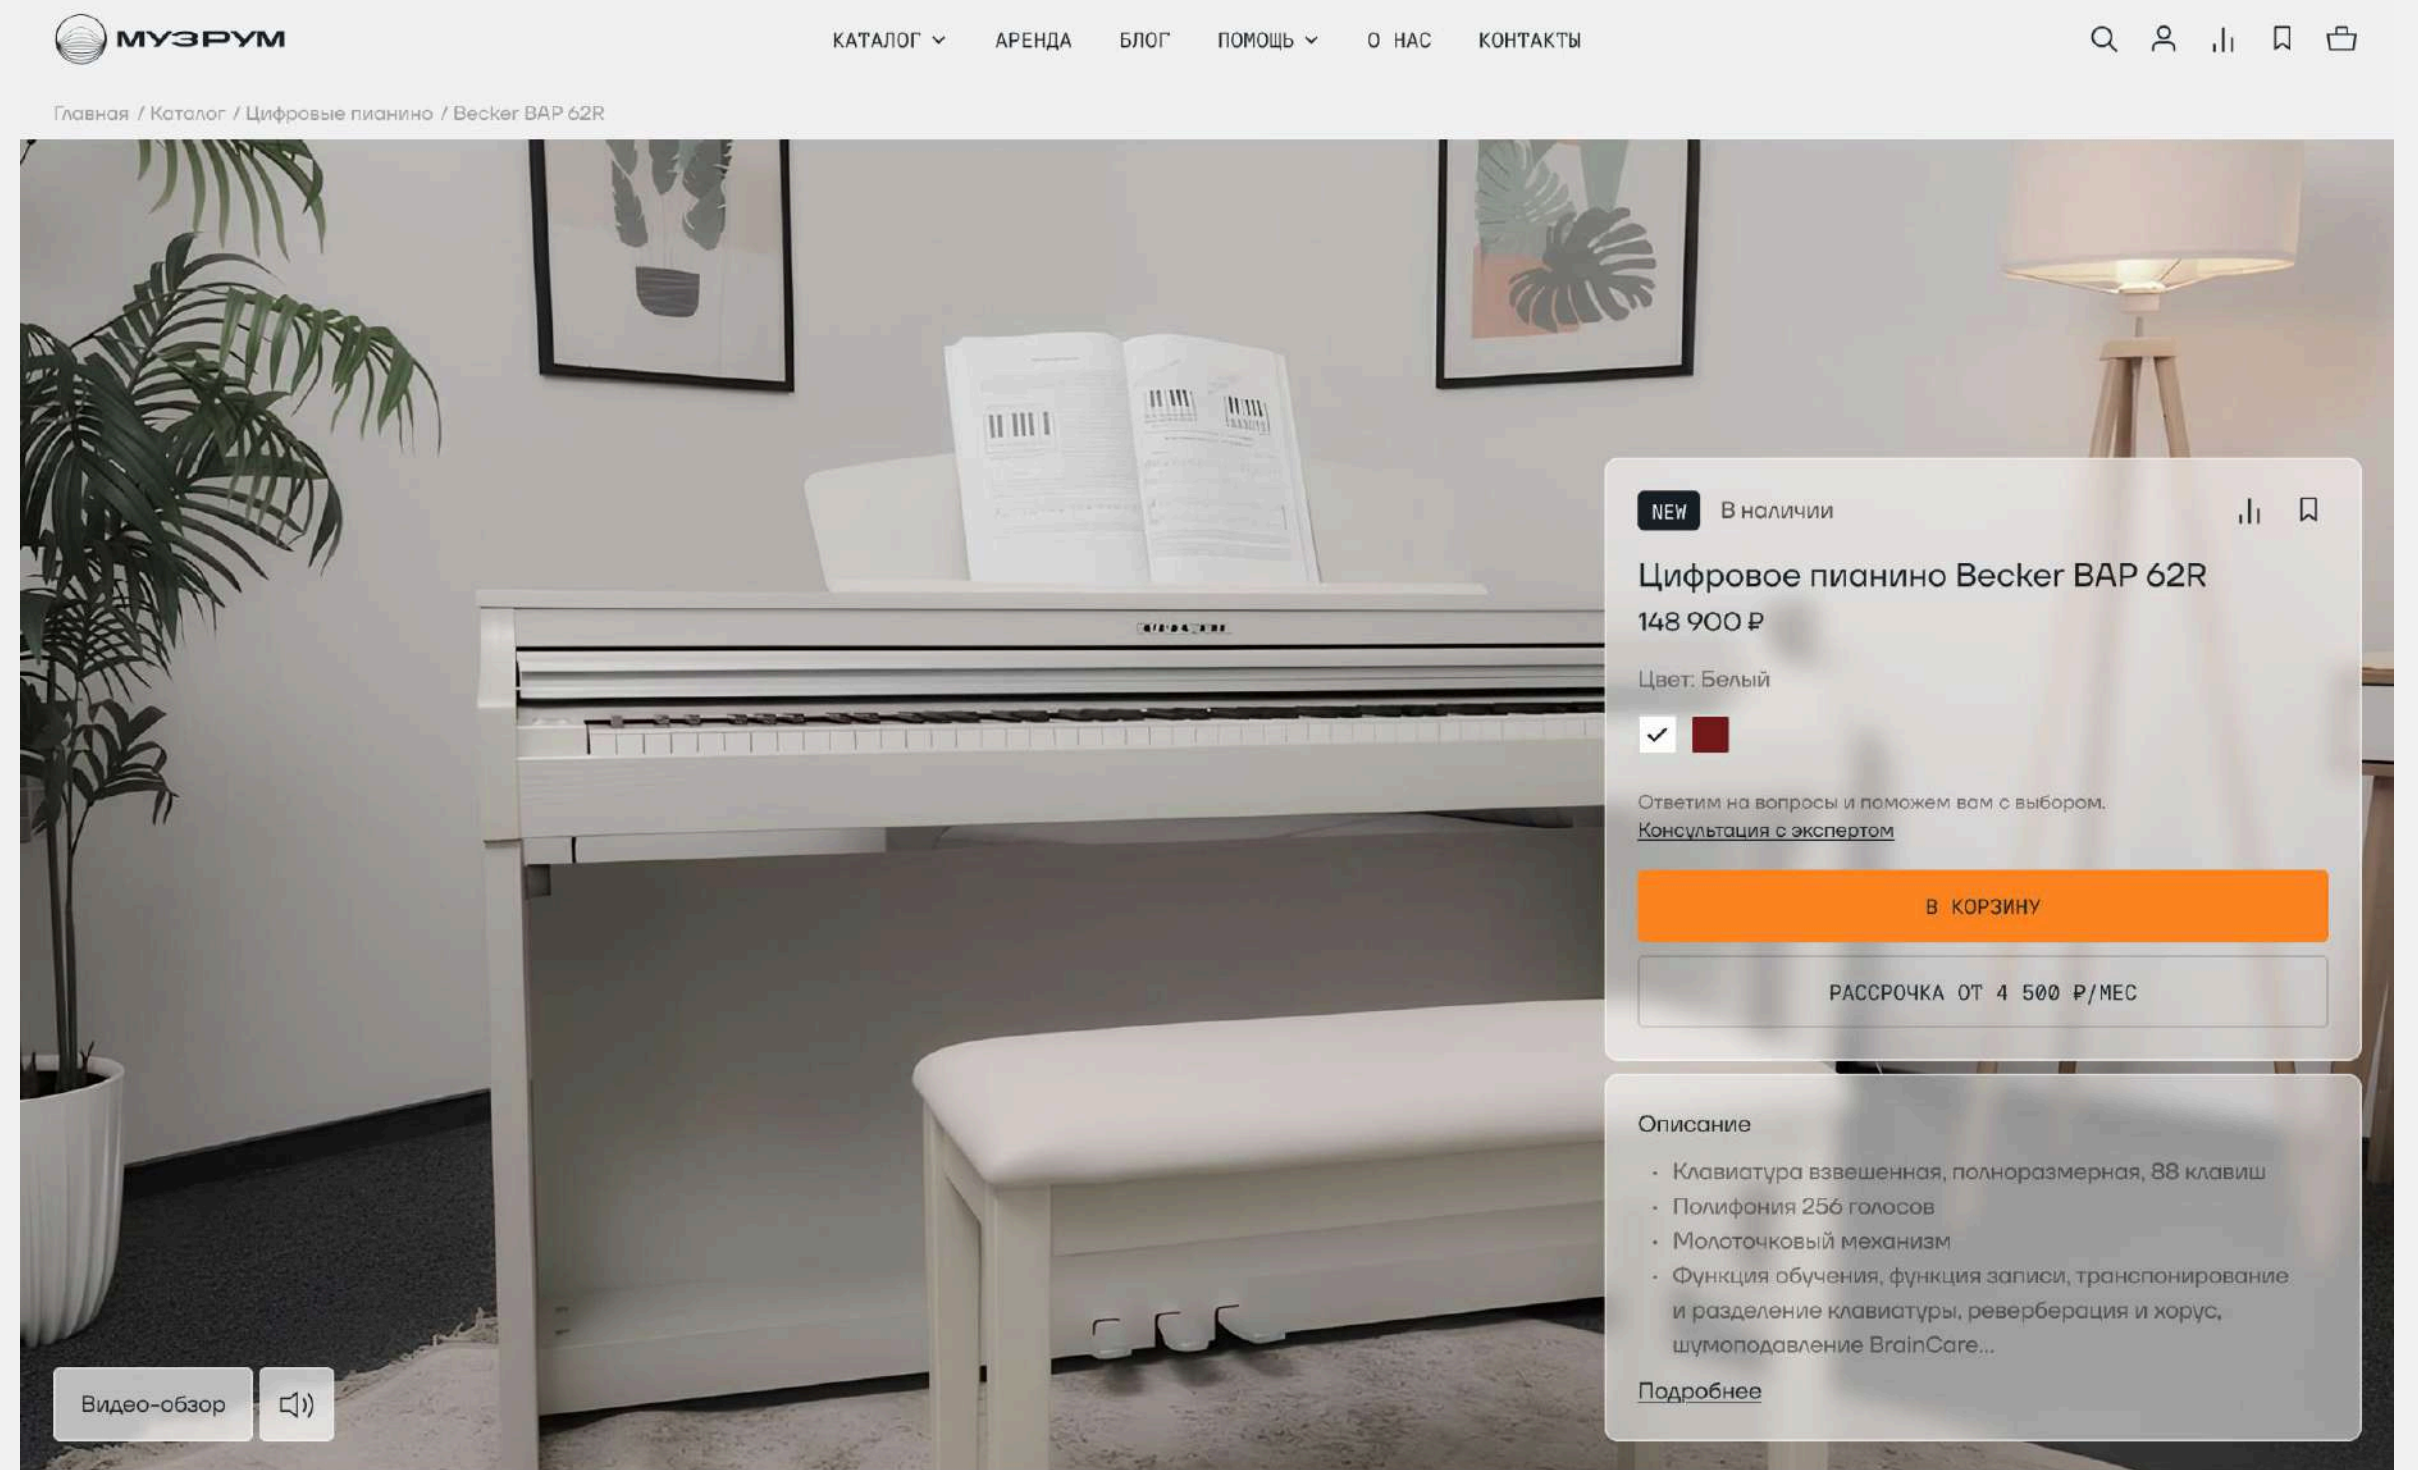 МУЗРУМ
КАТАЛОГ
АРЕНДА
БЛОГ
ПОМОЩЬ
О НАС
КОНТАКТЫ
Главная / Каталог / Цифровые пианино / Becker BAP 62R
NEW
В наличии
Цифровое пианино Becker BAP 62R
148 900 ₽
Цвет: Белый
Ответим на вопросы и поможем вам с выбором.
Консультация с экспертом
В КОРЗИНУ
РАССРОЧКА ОТ 4 500 ₽/МЕС
Описание
· Клавиатура взвешенная, полноразмерная, 88 клавиш
· Полифония 256 голосов
· Молоточковый механизм
· Функция обучения, функция записи, транспонирование
и разделение клавиатуры, реверберация и хорус,
шумоподавление BrainCare...
Подробнее
Видео-обзор